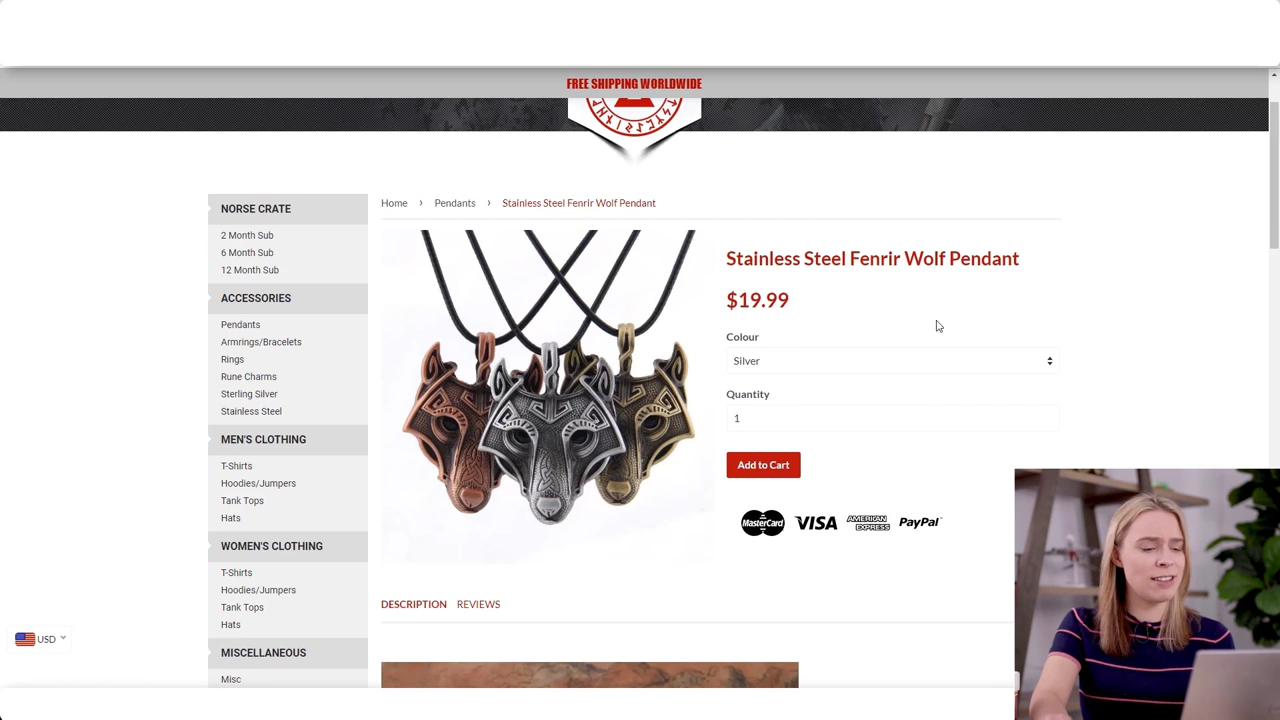 FREE SHIPPING WORLDWIDE
NORSE CRATE
2 Month Sub
6 Month Sub
12 Month Sub
ACCESSORIES
Pendants
Armrings/Bracelets
Rings
Rune Charms
Sterling Silver
Stainless Steel
MEN'S CLOTHING
T-Shirts
Hoodies/Jumpers
Tank Tops
Hats
WOMEN'S CLOTHING
T-Shirts
Hoodies/Jumpers
Tank Tops
Hats
MISCELLANEOUS
Misc
Home › Pendants › Stainless Steel Fenrir Wolf Pendant
Stainless Steel Fenrir Wolf Pendant
$19.99
Colour
Silver
Quantity
1
Add to Cart
MasterCard VISA AMERICAN EXPRESS PayPal
DESCRIPTION REVIEWS
USD